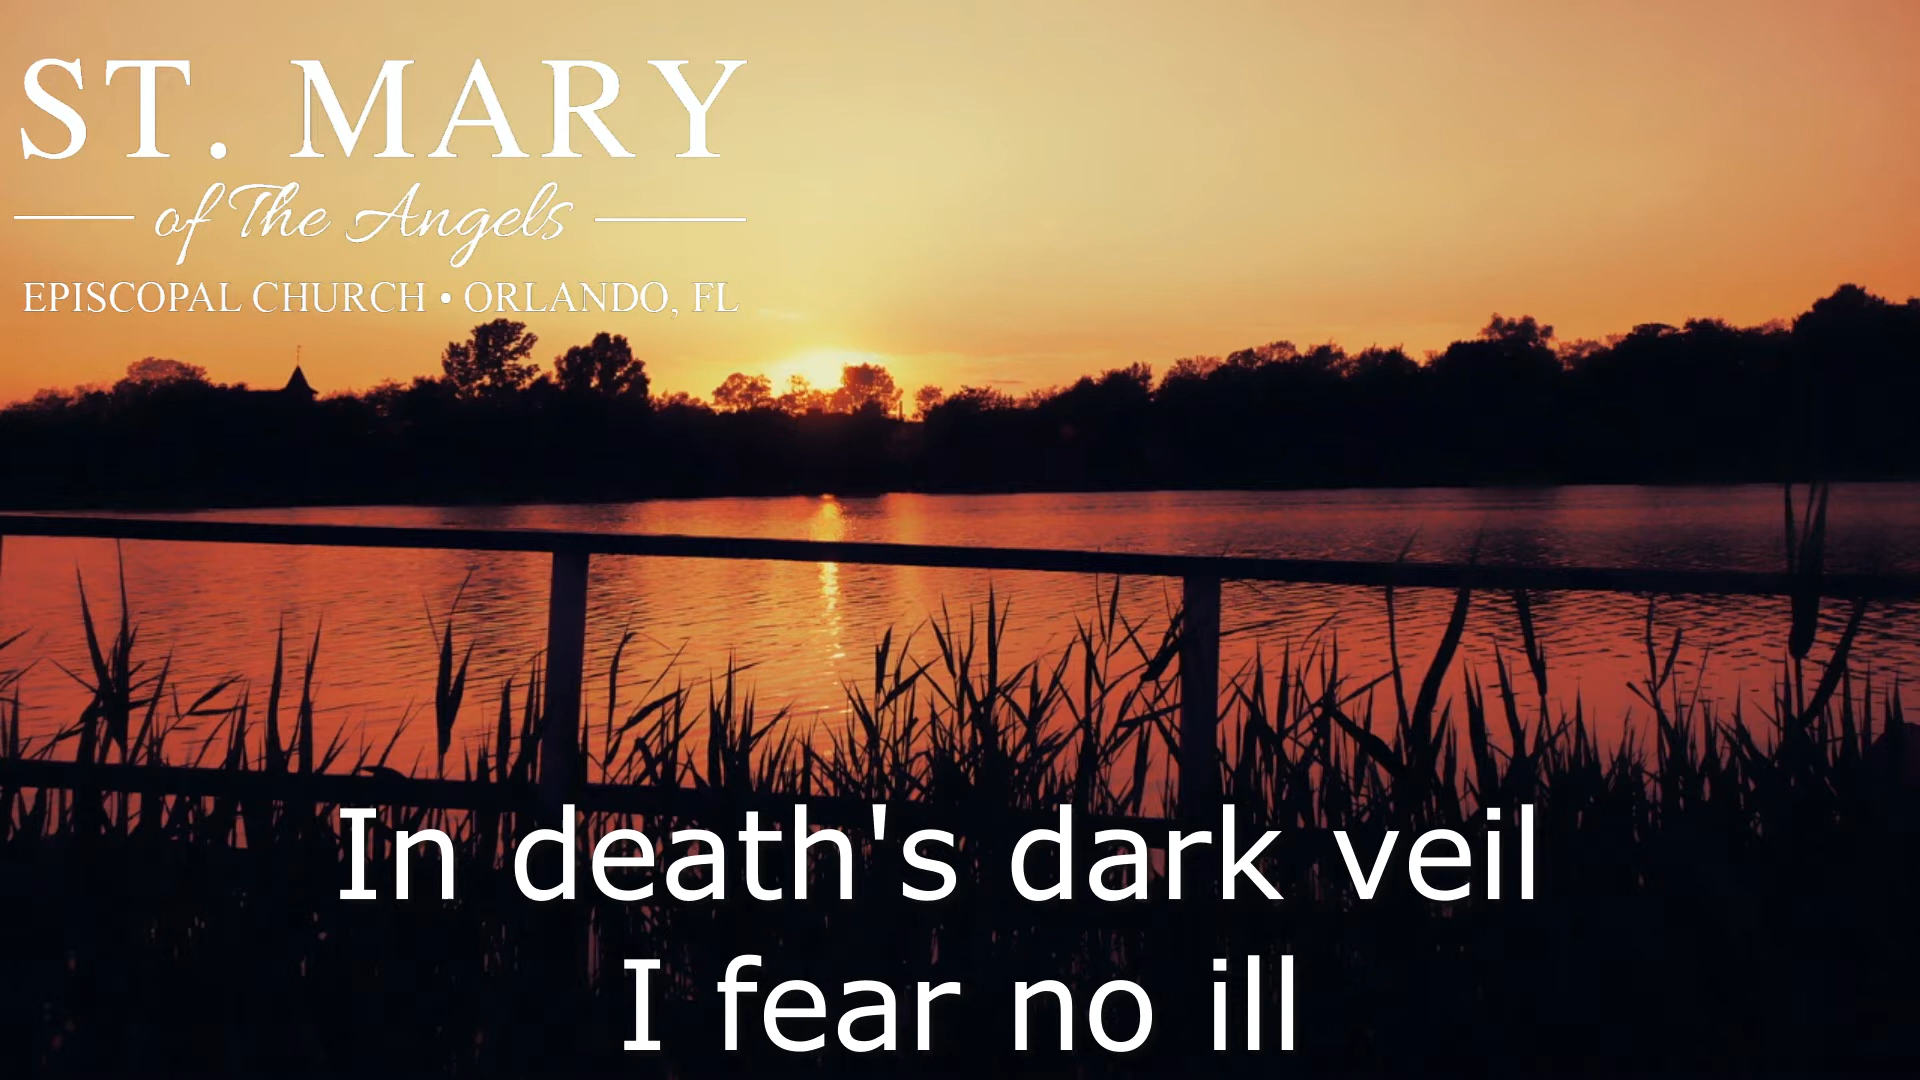 ST. MARY
of The Angels
EPISCOPAL CHURCH • ORLANDO, FL
In death's dark veil
I fear no ill